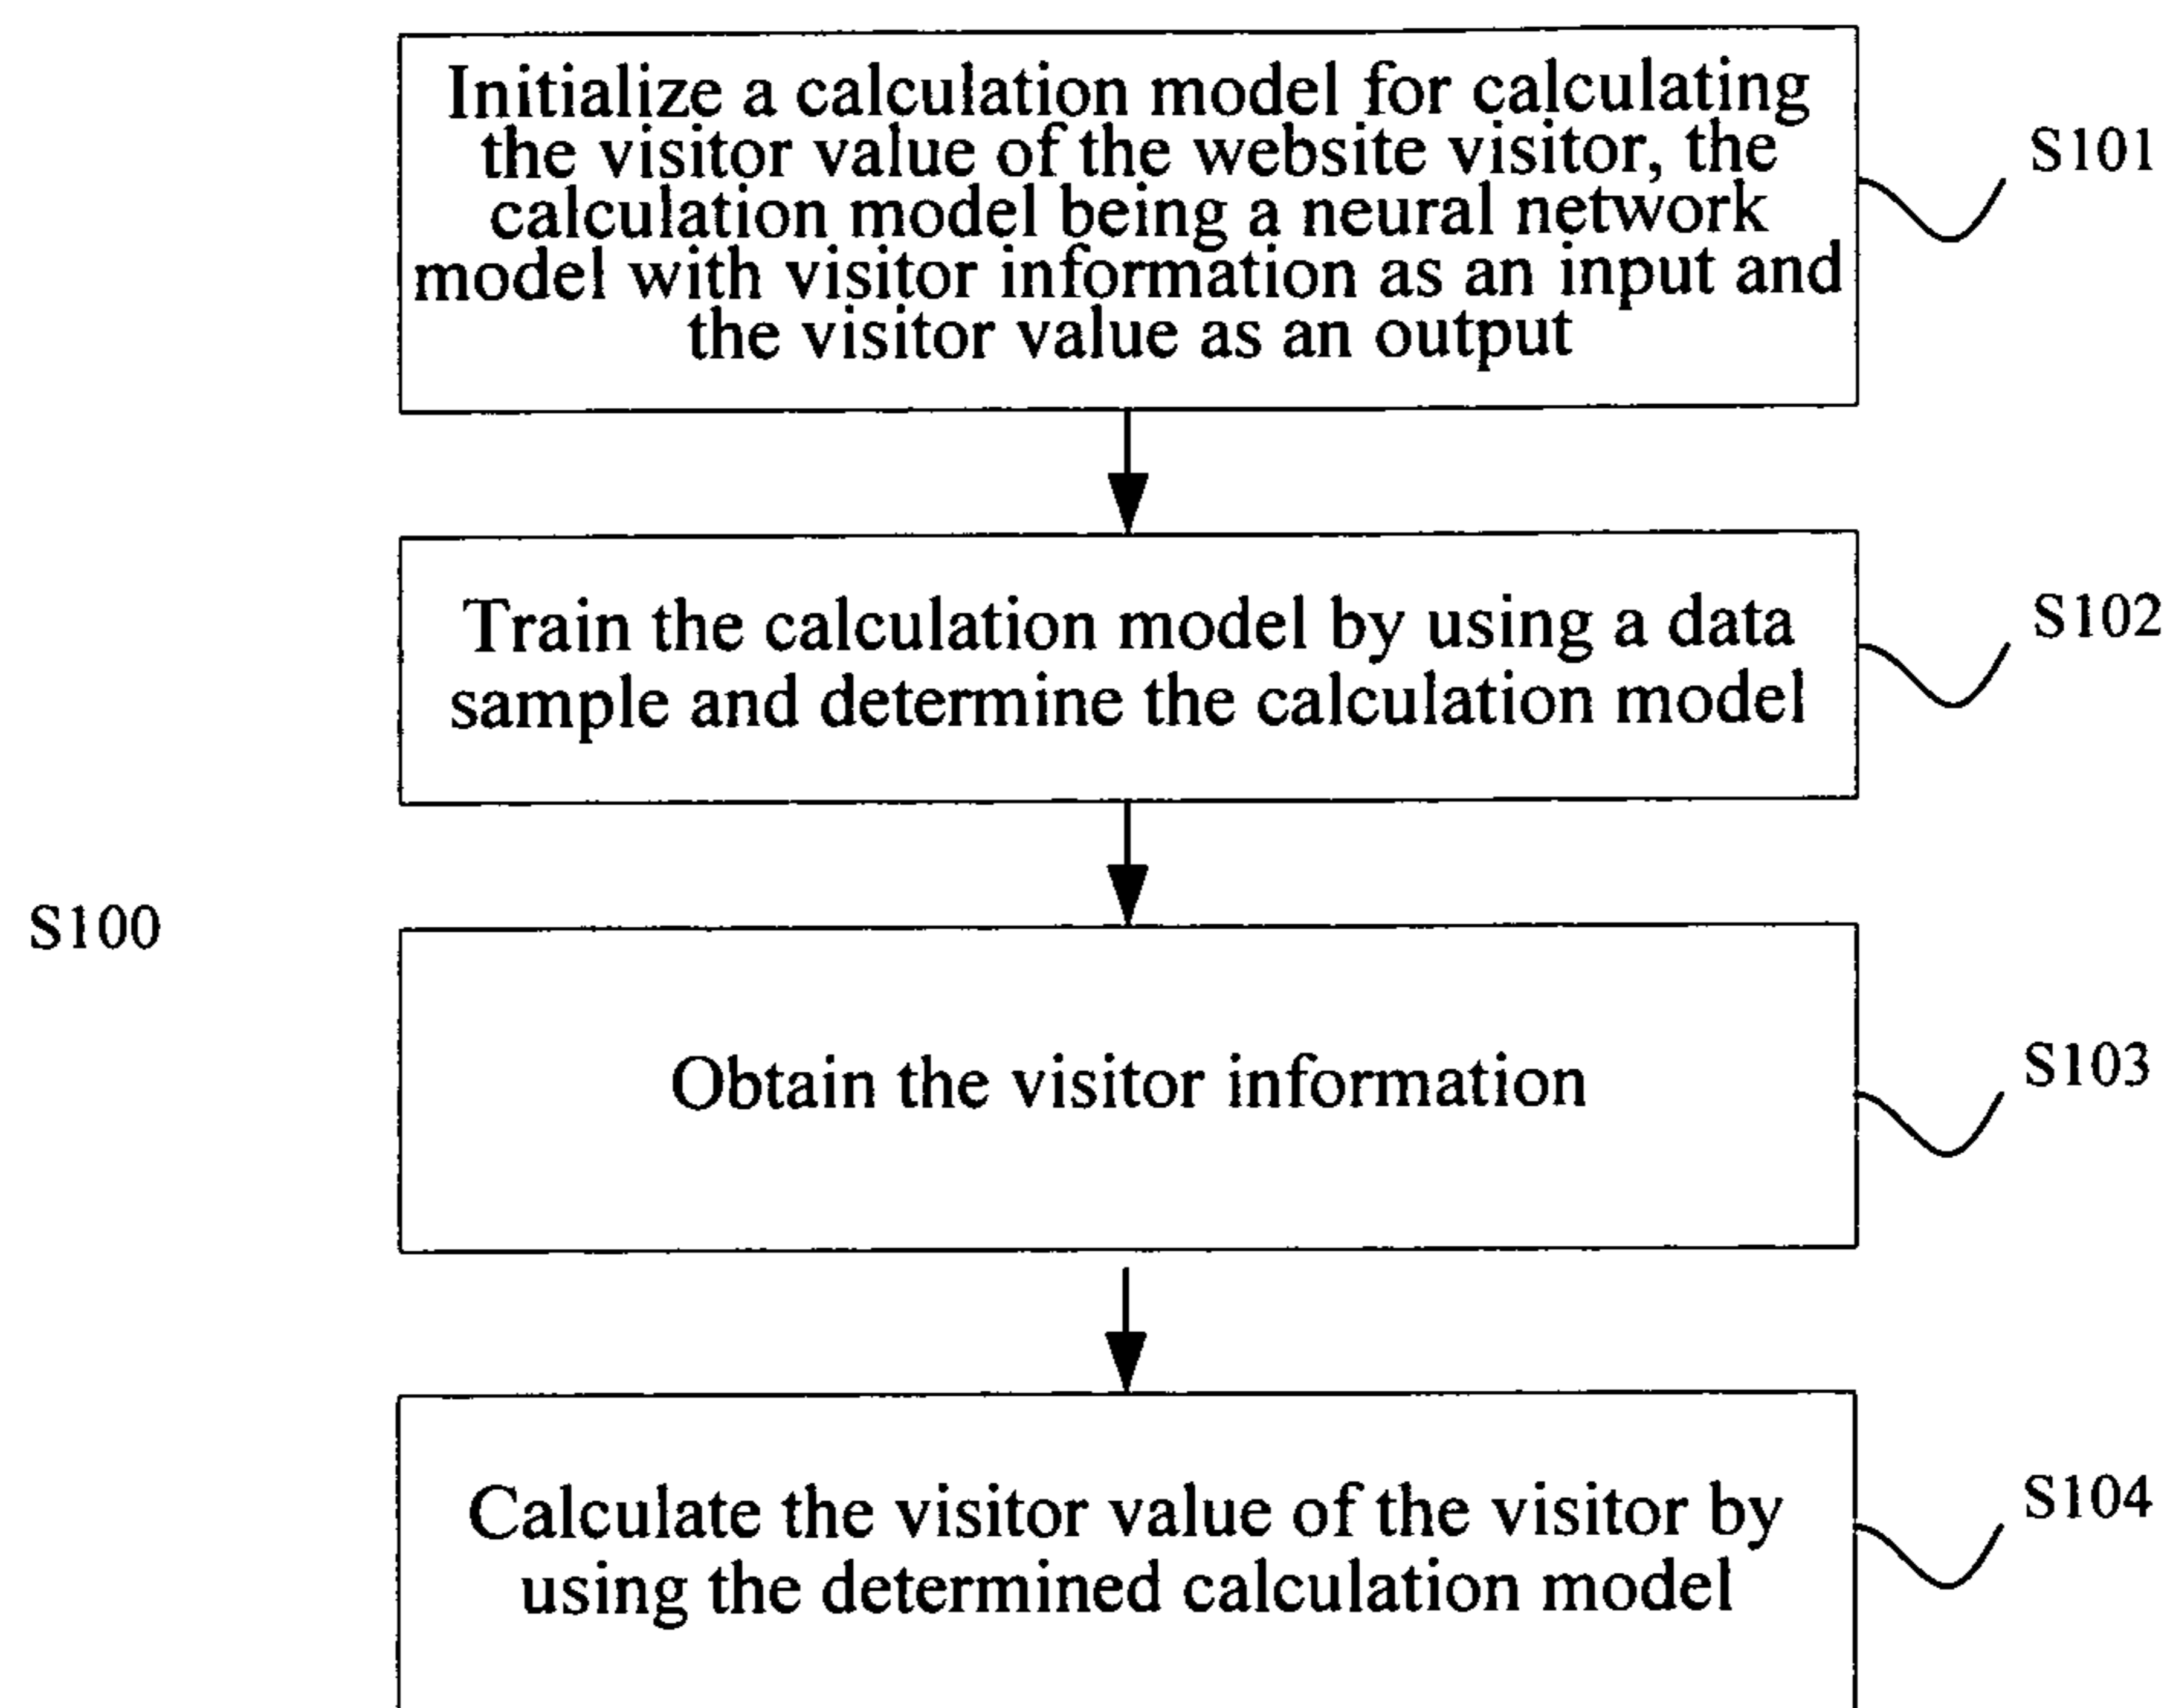 Initialize a calculation model for calculating
the visitor value of the website visitor, the
calculation model being a neural network
model with visitor information as an input and
the visitor value as an output
S101
Train the calculation model by using a data
sample and determine the calculation model
S102
S100
Obtain the visitor information
S103
Calculate the visitor value of the visitor by
using the determined calculation model
S104